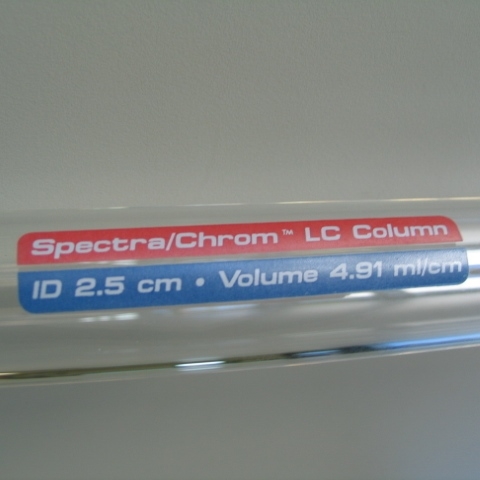 Spectra/Chrom™ LC Column
ID 2.5 cm • Volume 4.91 ml/cm